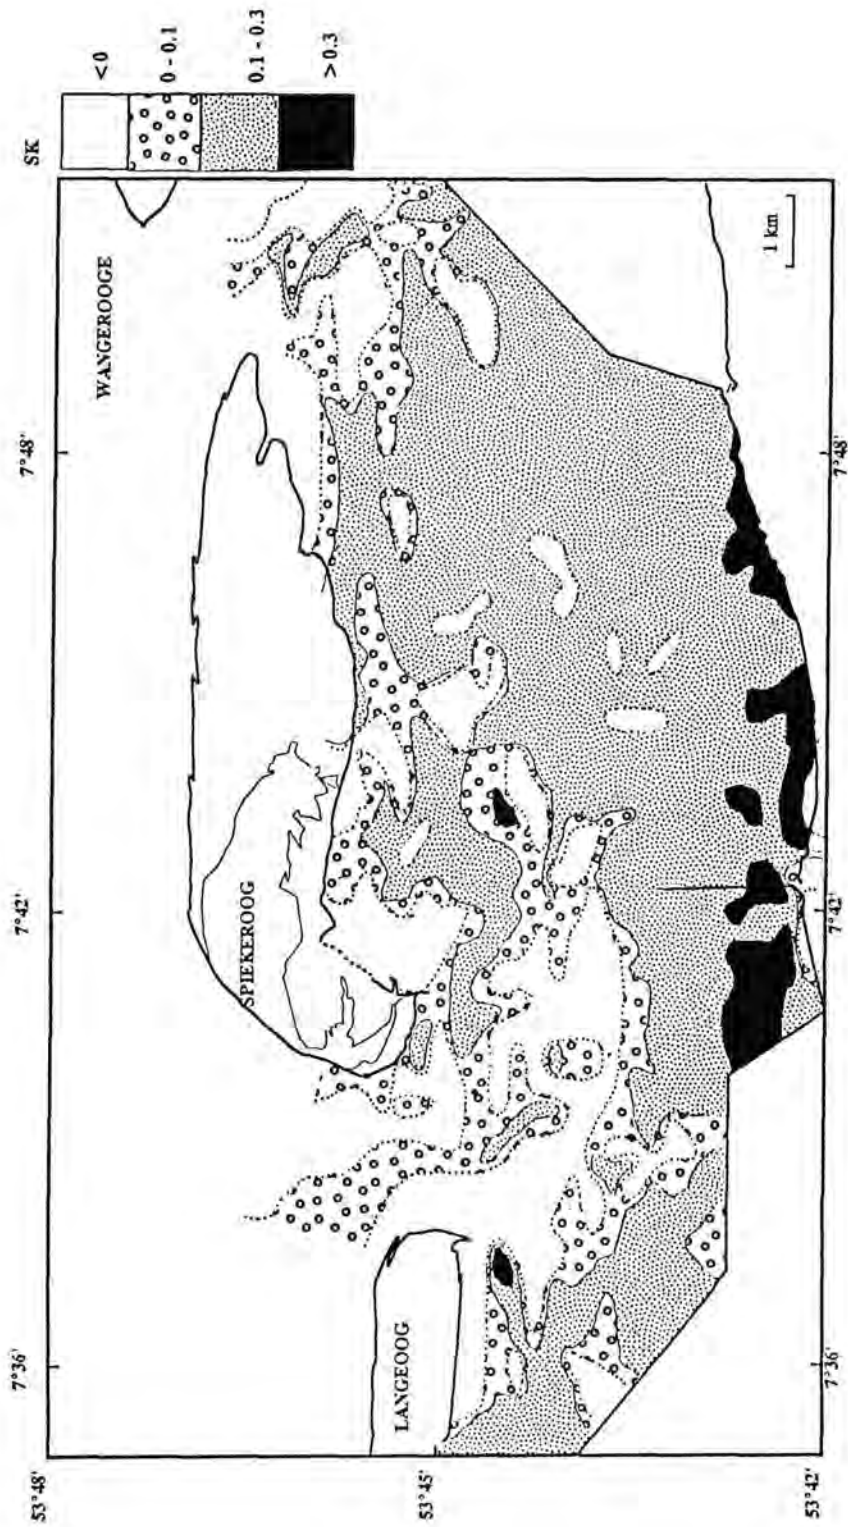 SK
< 0
0 - 0.1
0.1 - 0.3
> 0.3
7°36'
7°42'
7°48'
53°48'
53°45'
53°42'
WANGEROOGE
SPIEKEROOG
LANGEOOG
1 km
7°36'
7°42'
7°48'